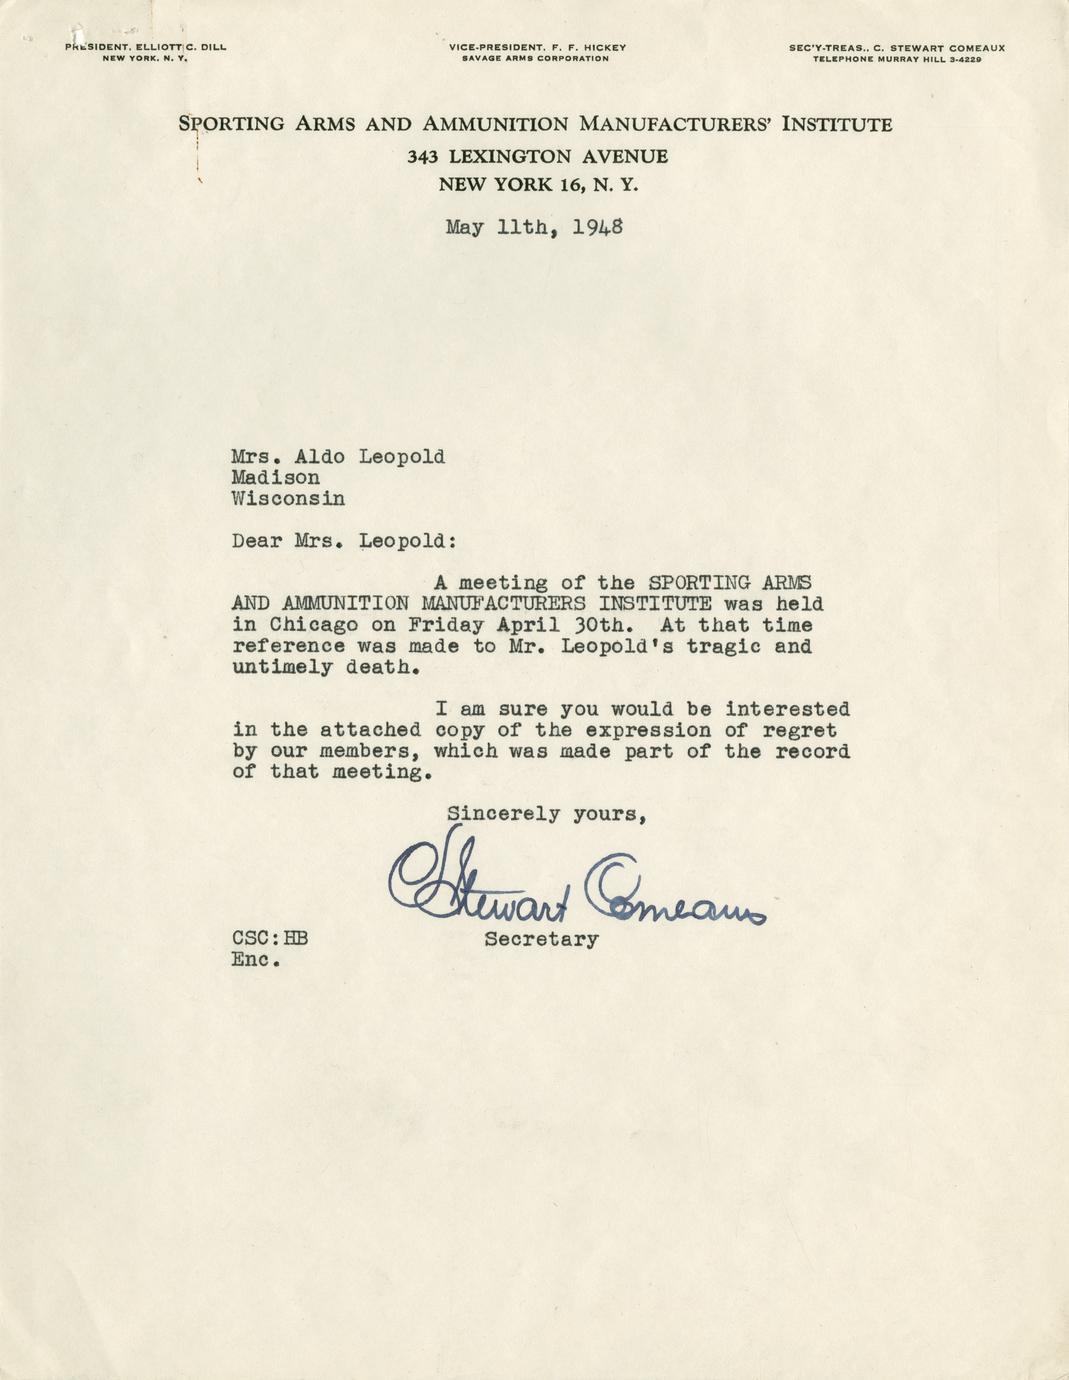 PRESIDENT, ELLIOTT C. DILL
NEW YORK, N. Y.
VICE-PRESIDENT, F. F. HICKEY
SAVAGE ARMS CORPORATION
SEC'Y-TREAS., C. STEWART COMEAUX
TELEPHONE MURRAY HILL 3-4229
SPORTING ARMS AND AMMUNITION MANUFACTURERS' INSTITUTE
343 LEXINGTON AVENUE
NEW YORK 16, N. Y.
May 11th, 1948
Mrs. Aldo Leopold
Madison
Wisconsin
Dear Mrs. Leopold:
A meeting of the SPORTING ARMS
AND AMMUNITION MANUFACTURERS INSTITUTE was held
in Chicago on Friday April 30th. At that time
reference was made to Mr. Leopold's tragic and
untimely death.
I am sure you would be interested
in the attached copy of the expression of regret
by our members, which was made part of the record
of that meeting.
Sincerely yours,
C Stewart Comeaux
CSC:HB
Secretary
Enc.